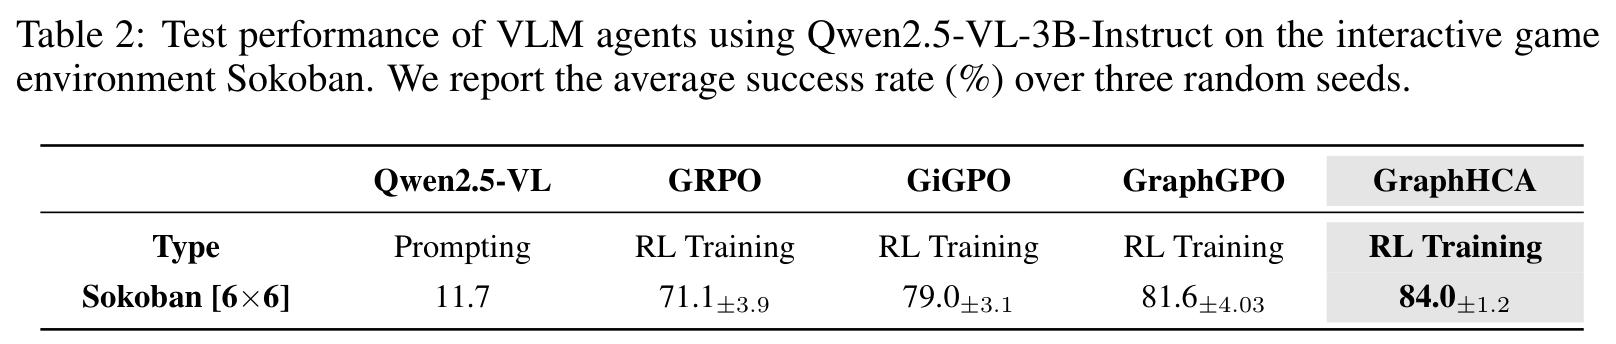 Table 2: Test performance of VLM agents using Qwen2.5-VL-3B-Instruct on the interactive game
environment Sokoban. We report the average success rate (%) over three random seeds.
Qwen2.5-VL GRPO GiGPO GraphGPO GraphHCA
Type Prompting RL Training RL Training RL Training RL Training
Sokoban [6×6] 11.7 71.1±3.9 79.0±3.1 81.6±4.03 84.0±1.2